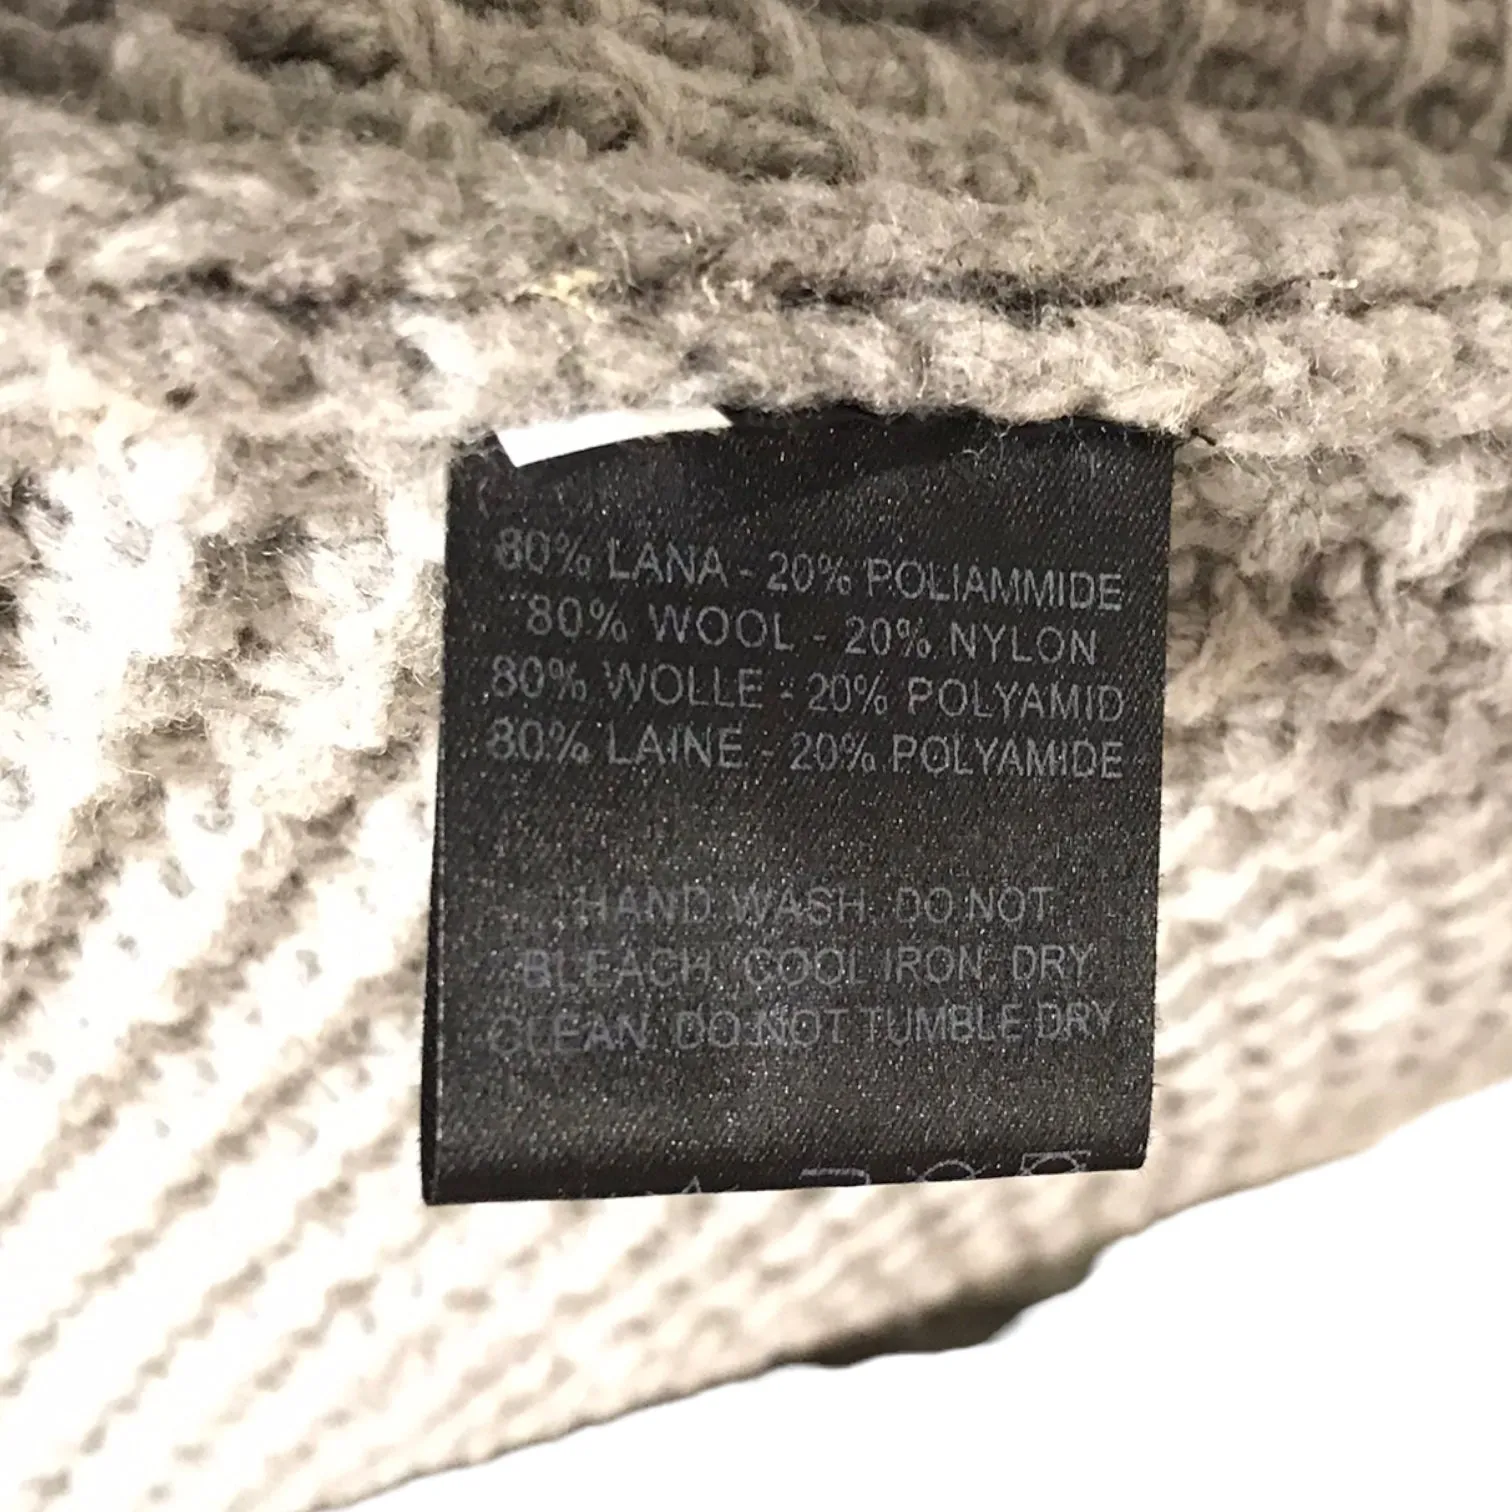 80% LANA - 20% POLIAMMIDE
80% WOOL - 20% NYLON
80% WOLLE - 20% POLYAMID
80% LAINE - 20% POLYAMIDE
HAND WASH. DO NOT
BLEACH. COOL IRON. DRY
CLEAN. DO NOT TUMBLE DRY